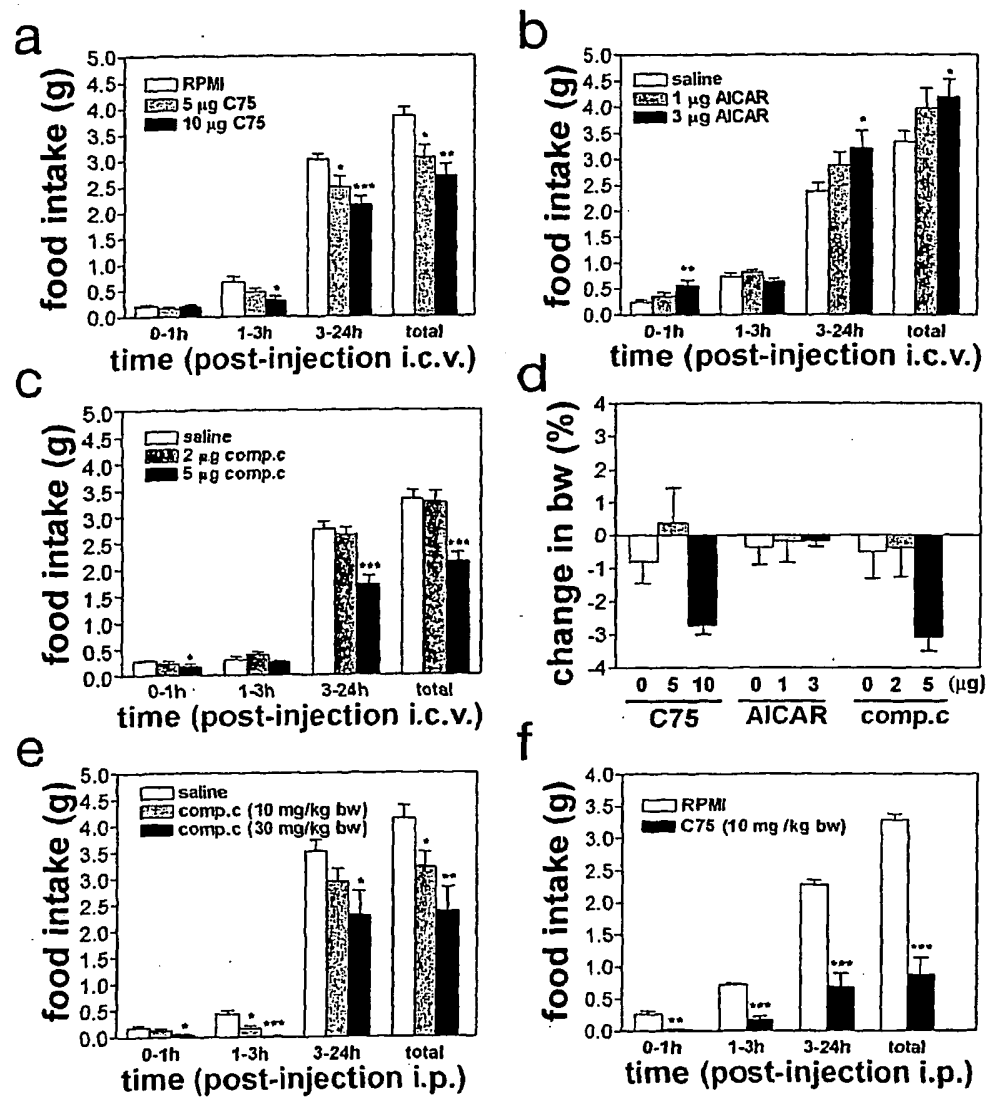 a
food intake (g)
5.0
4.5
4.0
3.5
3.0
2.5
2.0
1.5
1.0
0.5
0.0
RPMI
5 µg C75
10 µg C75
*
*
***
*
**
0-1h 1-3h 3-24h total
time (post-injection i.c.v.)
b
food intake (g)
5.0
4.5
4.0
3.5
3.0
2.5
2.0
1.5
1.0
0.5
0.0
saline
1 µg AICAR
3 µg AICAR
**
*
*
0-1h 1-3h 3-24h total
time (post-injection i.c.v.)
c
food intake (g)
5.0
4.5
4.0
3.5
3.0
2.5
2.0
1.5
1.0
0.5
0.0
saline
2 µg comp.c
5 µg comp.c
*
***
***
0-1h 1-3h 3-24h total
time (post-injection i.c.v.)
d
change in bw (%)
4
3
2
1
0
-1
-2
-3
-4
0 5 10 0 1 3 0 2 5 (µg)
C75 AICAR comp.c
e
food intake (g)
5.0
4.5
4.0
3.5
3.0
2.5
2.0
1.5
1.0
0.5
0.0
saline
comp.c (10 mg/kg bw)
comp.c (30 mg/kg bw)
*
*
***
*
*
**
0-1h 1-3h 3-24h total
time (post-injection i.p.)
f
food intake (g)
4.0
3.5
3.0
2.5
2.0
1.5
1.0
0.5
0.0
RPMI
C75 (10 mg /kg bw)
**
***
***
***
0-1h 1-3h 3-24h total
time (post-injection i.p.)